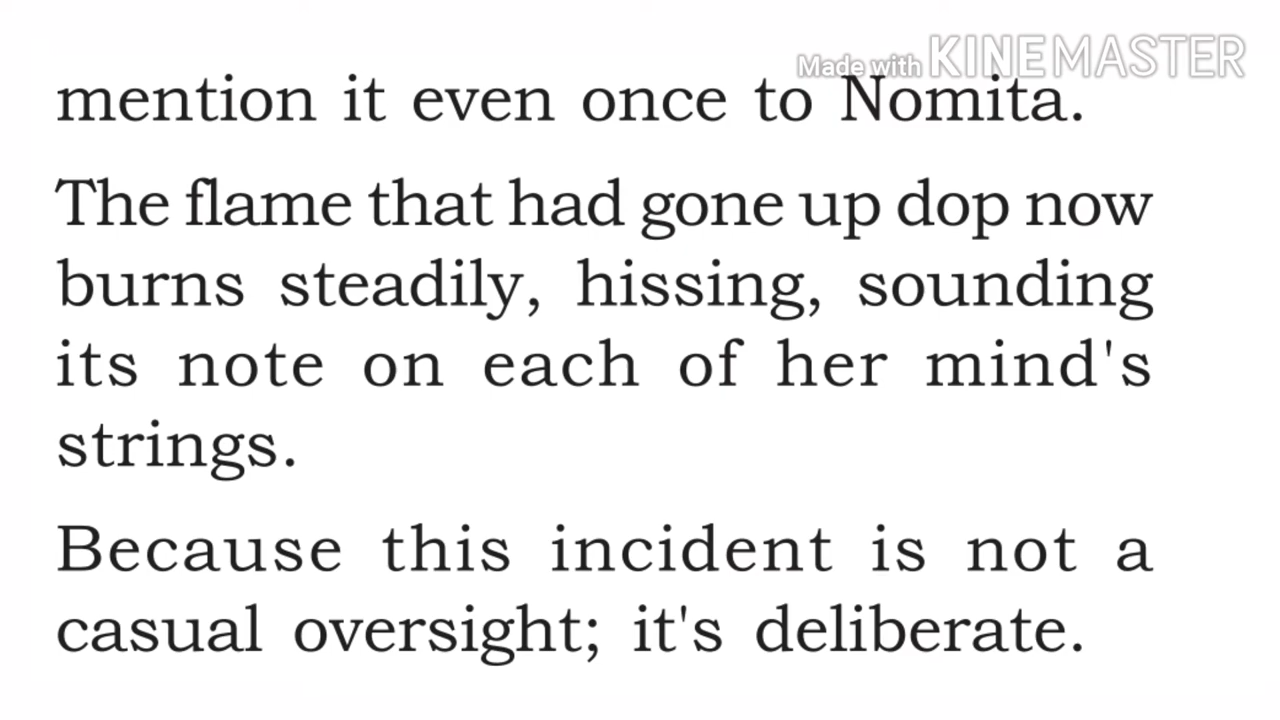 Made with KINEMASTER
mention it even once to Nomita.
The flame that had gone up dop now
burns steadily, hissing, sounding
its note on each of her mind's
strings.
Because this incident is not a
casual oversight; it's deliberate.